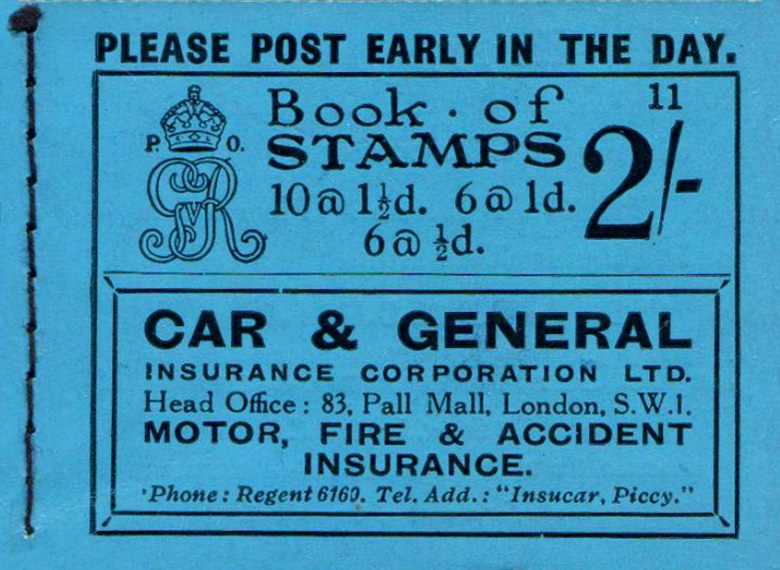 PLEASE POST EARLY IN THE DAY.
P. O.
GR
Book · of
STAMPS
10 @ 1½d. 6 @ 1d.
6 @ ½d.
11
2/-
CAR & GENERAL
INSURANCE CORPORATION LTD.
Head Office: 83, Pall Mall, London, S.W.1.
MOTOR, FIRE & ACCIDENT
INSURANCE.
'Phone: Regent 6160. Tel. Add.: "Insucar, Piccy."